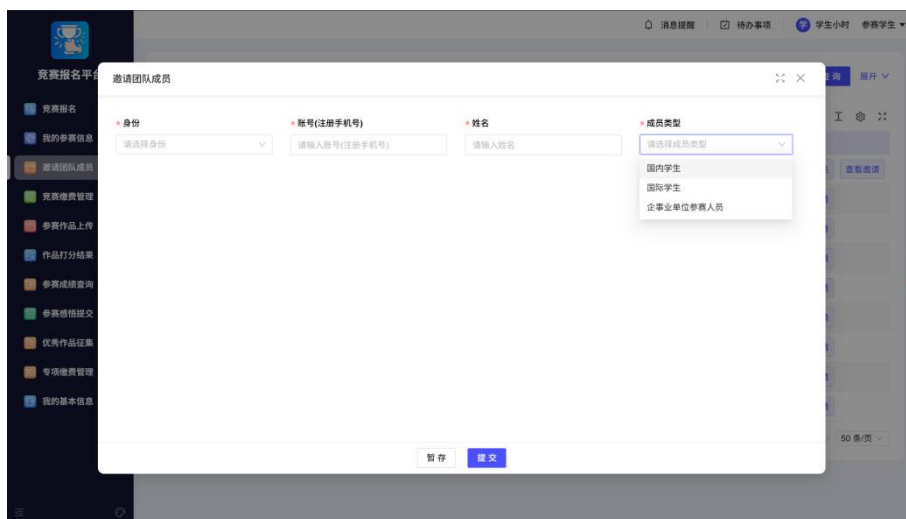 消息提醒 待办事项 学 学生小时 参赛学生
竞赛报名平台
竞赛报名
我的参赛信息
邀请团队成员
竞赛缴费管理
参赛作品上传
作品打分结果
参赛成绩查询
参赛感悟提交
优秀作品征集
专项缴费管理
我的基本信息
邀请团队成员
* 身份
请选择身份
* 账号(注册手机号)
请输入账号(注册手机号)
* 姓名
请输入姓名
* 成员类型
请选择成员类型
国内学生
国际学生
企事业单位参赛人员
暂存 提交
询 展开
查看邀请
50 条/页